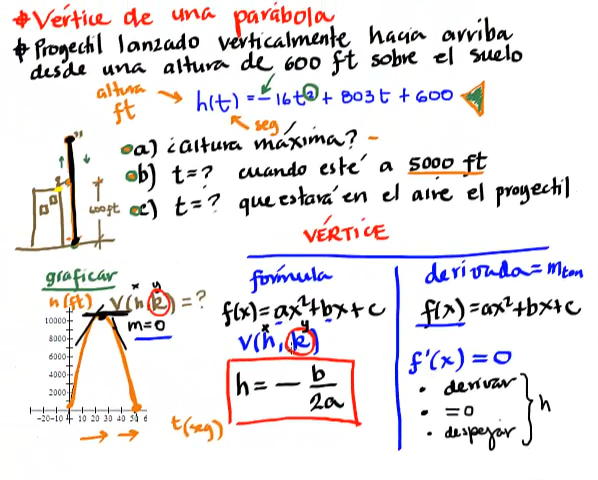 * Vértice de una parábola
* Proyectil lanzado verticalmente hacia arriba
desde una altura de 600 ft sobre el suelo
altura
ft
h(t) = -16t² + 803t + 600
seg
a) ¿altura máxima?
b) t=? cuando esté a 5000 ft
c) t=? que estará en el aire el proyectil
600 ft
VÉRTICE
graficar
h(ft)
x y
V(h, k) = ?
m=0
10000
8000
6000
4000
2000
-20 -10 0 10 20 30 40 50 60
t(seg)
fórmula
f(x) = ax²+bx+c
x y
V(h, k)
h = - b/2a
derivada = m tan
f(x) = ax²+bx+c
f'(x) = 0
• derivar
• =0
• despejar
h